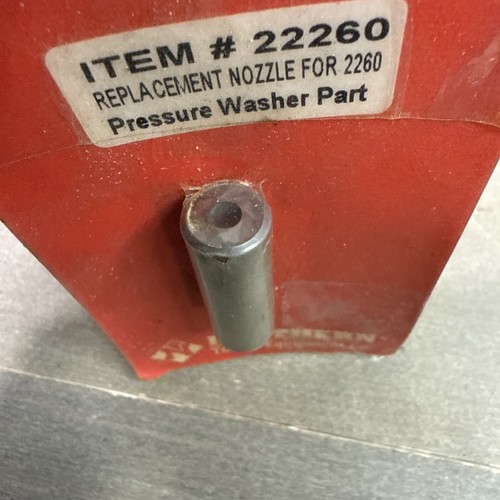 ITEM # 22260
REPLACEMENT NOZZLE FOR 2260
Pressure Washer Part